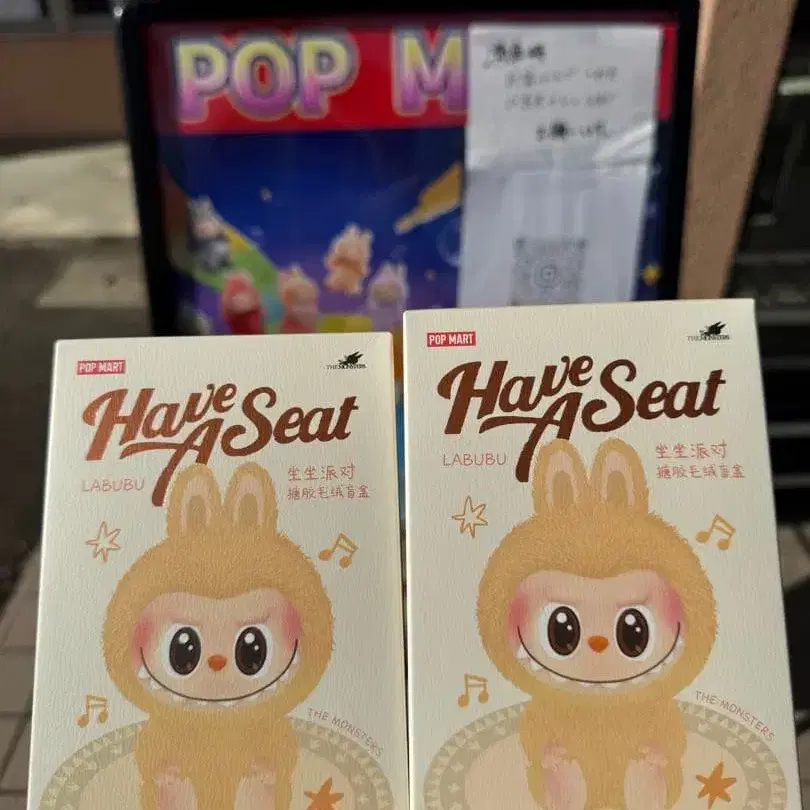 POP M
POP MART
THE MONSTERS
Have A Seat
LABUBU
坐坐派对
搪胶毛绒盲盒
THE MONSTERS
POP MART
THE MONSTERS
Have A Seat
LABUBU
坐坐派对
搪胶毛绒盲盒
THE MONSTERS